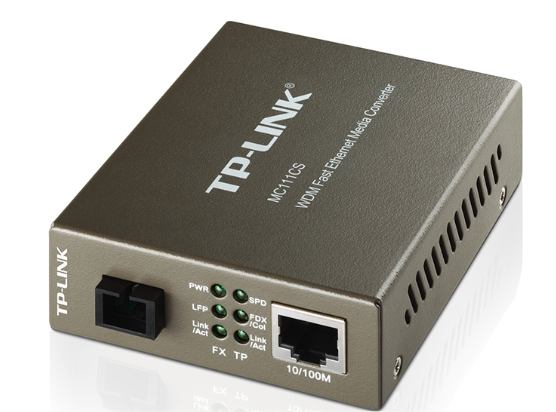 TP-LINK®
MC111CS
WDM Fast Ethernet Media Converter
TP-LINK
PWR SPD
LFP FDX
/Col
Link
/Act Link
/Act
FX TP
10/100M